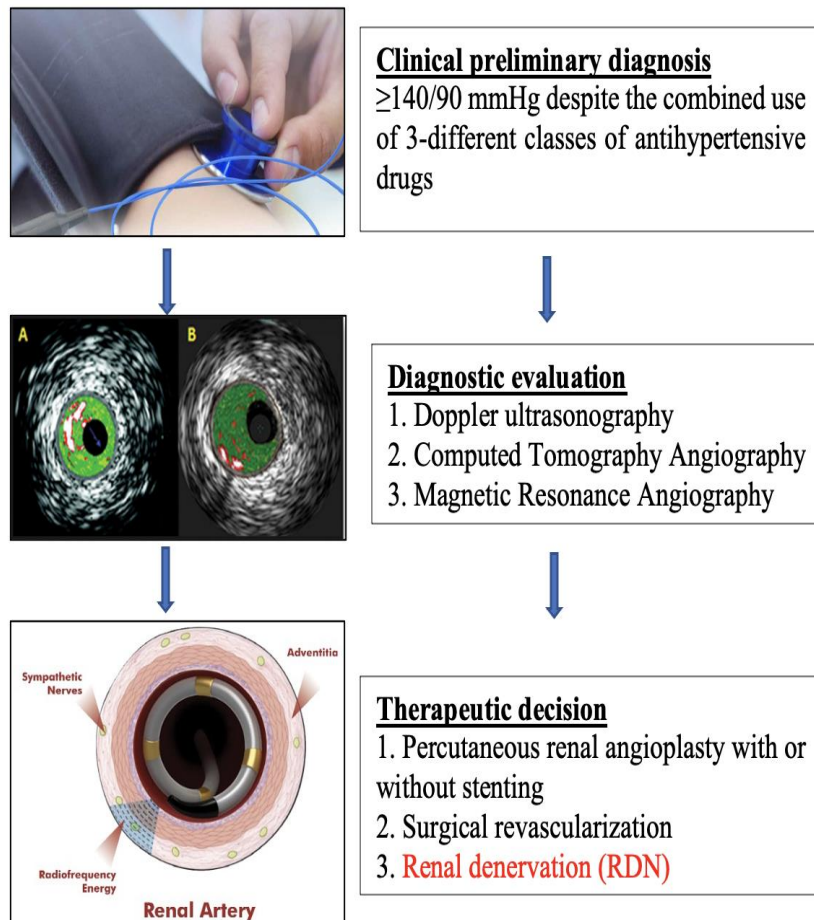 Clinical preliminary diagnosis
≥140/90 mmHg despite the combined use
of 3-different classes of antihypertensive
drugs
A
B
Diagnostic evaluation
1. Doppler ultrasonography
2. Computed Tomography Angiography
3. Magnetic Resonance Angiography
Sympathetic
Nerves
Adventitia
Radiofrequency
Energy
Renal Artery
Therapeutic decision
1. Percutaneous renal angioplasty with or
without stenting
2. Surgical revascularization
3. Renal denervation (RDN)